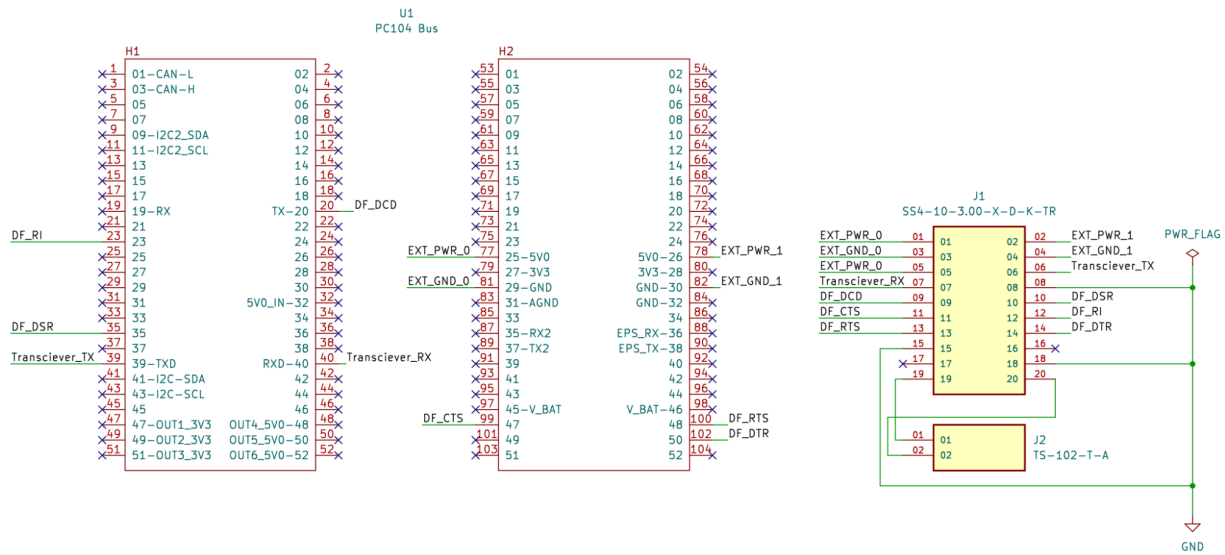 U1
PC104 Bus
H1
1 01-CAN-L 02 2
3 03-CAN-H 04 4
5 05 06 6
7 07 08 8
9 09-I2C2_SDA 10 10
11 11-I2C2_SCL 12 12
13 13 14 14
15 15 16 16
17 17 18 18
19 19-RX TX-20 20 DF_DCD
21 21 22 22
DF_RI 23 23 24 24
25 25 26 26
27 27 28 28
29 29 30 30
31 31 5V0_IN-32 32
33 33 34 34
DF_DSR 35 35 36 36
37 37 38 38
Transciever_TX 39 39-TXD RXD-40 40 Transciever_RX
41 41-I2C-SDA 42 42
43 43-I2C-SCL 44 44
45 45 46 46
47 47-OUT1_3V3 OUT4_5V0-48 48
49 49-OUT2_3V3 OUT5_5V0-50 50
51 51-OUT3_3V3 OUT6_5V0-52 52
H2
53 01 02 54
55 03 04 56
57 05 06 58
59 07 08 60
61 09 10 62
63 11 12 64
65 13 14 66
67 15 16 68
69 17 18 70
71 19 20 72
73 21 22 74
75 23 24 76
EXT_PWR_0 77 25-5V0 5V0-26 78 EXT_PWR_1
79 27-3V3 3V3-28 80
EXT_GND_0 81 29-GND GND-30 82 EXT_GND_1
83 31-AGND GND-32 84
85 33 34 86
87 35-RX2 EPS_RX-36 88
89 37-TX2 EPS_TX-38 90
91 39 40 92
93 41 42 94
95 43 44 96
97 45-V_BAT V_BAT-46 98
DF_CTS 99 47 48 100 DF_RTS
101 49 50 102 DF_DTR
103 51 52 104
J1
SS4-10-3.00-X-D-K-TR
EXT_PWR_0 01 01 02 02 EXT_PWR_1
EXT_GND_0 03 03 04 04 EXT_GND_1
EXT_PWR_0 05 05 06 06 Transciever_TX
Transciever_RX 07 07 08 08
DF_DCD 09 09 10 10 DF_DSR
DF_CTS 11 11 12 12 DF_RI
DF_RTS 13 13 14 14 DF_DTR
15 15 16 16
17 17 18 18
19 19 20 20
01 01
02 02
J2
TS-102-T-A
PWR_FLAG
GND